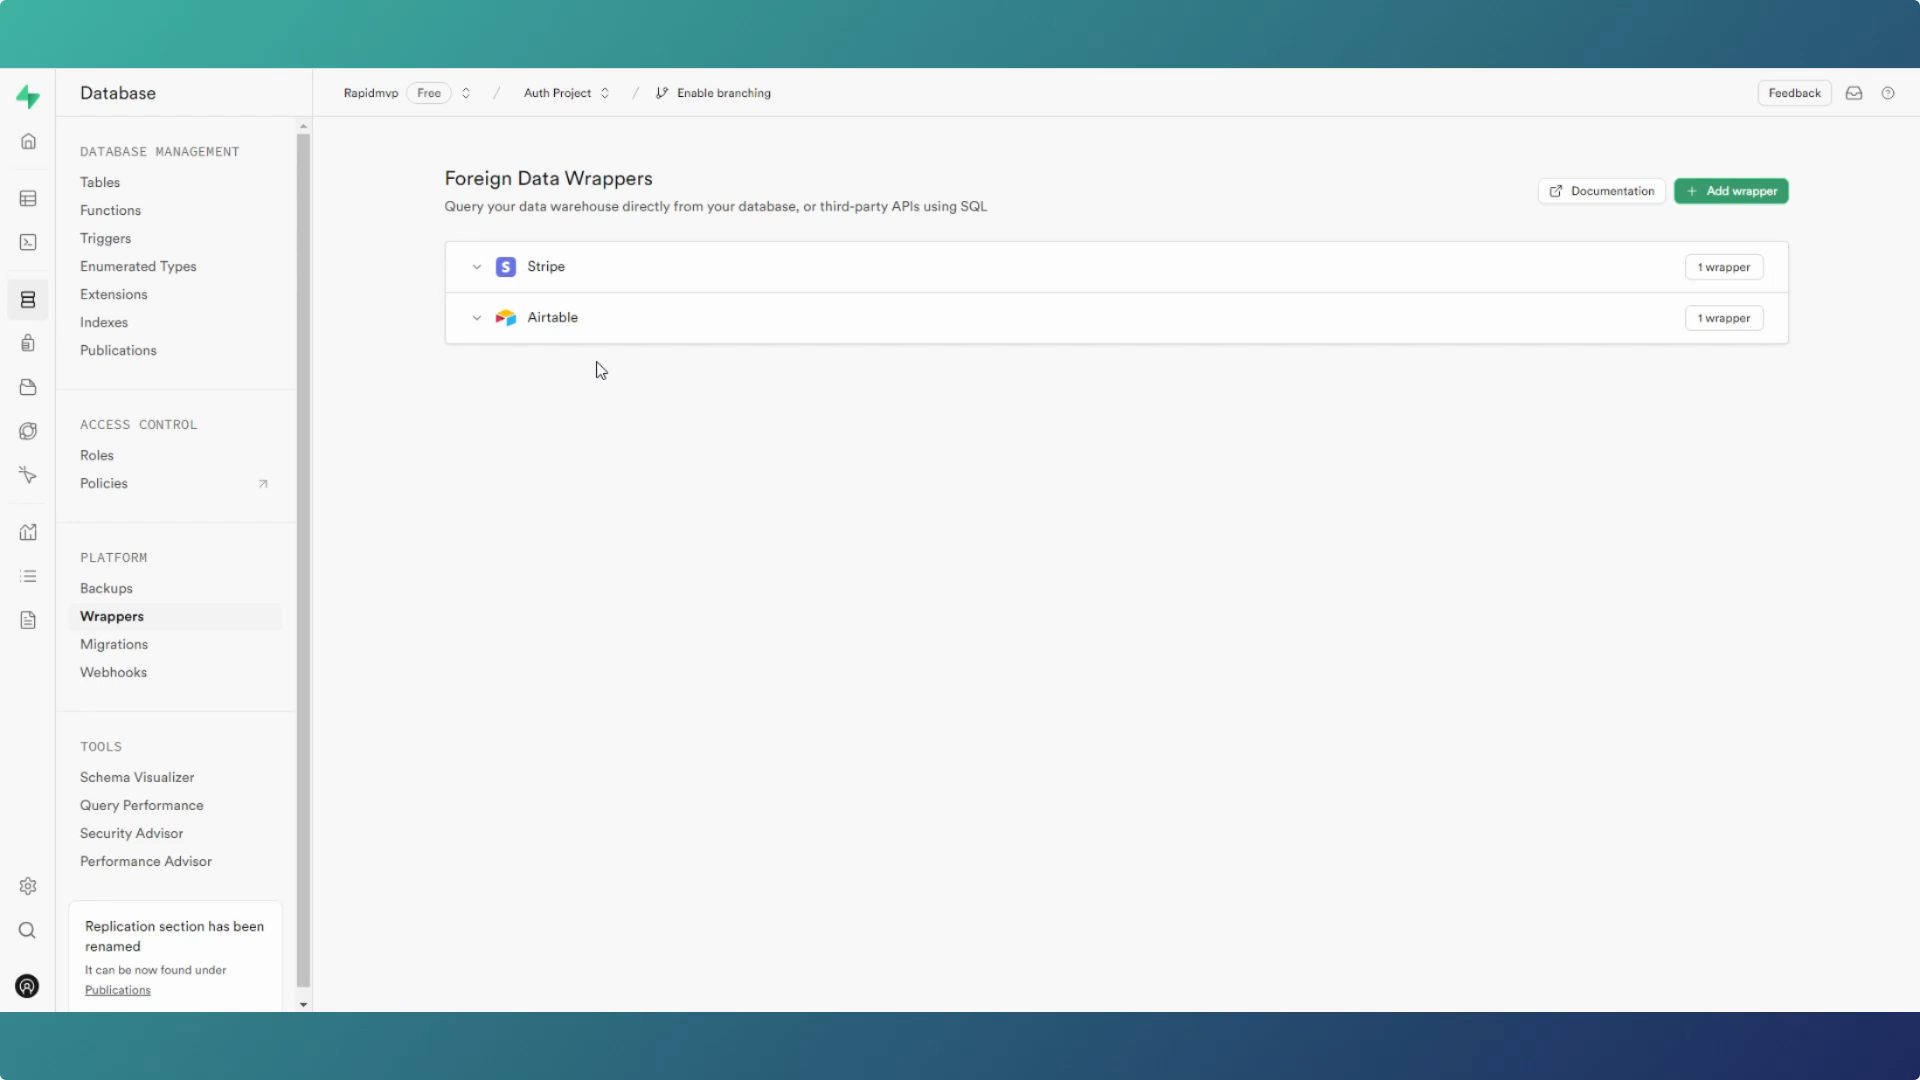 Database
Rapidmvp Free / Auth Project / Enable branching
Feedback
DATABASE MANAGEMENT
Tables
Functions
Triggers
Enumerated Types
Extensions
Indexes
Publications
ACCESS CONTROL
Roles
Policies
PLATFORM
Backups
Wrappers
Migrations
Webhooks
TOOLS
Schema Visualizer
Query Performance
Security Advisor
Performance Advisor
Replication section has been
renamed
It can be now found under
Publications
Foreign Data Wrappers
Query your data warehouse directly from your database, or third-party APIs using SQL
Documentation
+ Add wrapper
S Stripe
1 wrapper
Airtable
1 wrapper